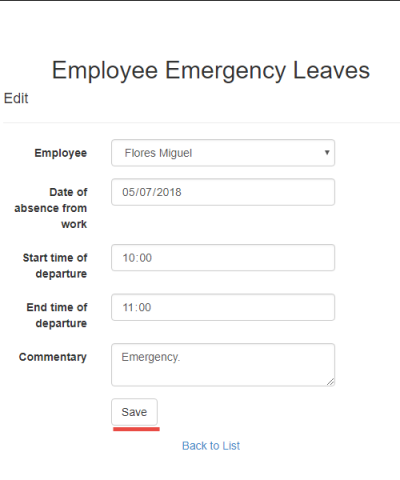 Employee Emergency Leaves
Edit
Employee Flores Miguel
Date of absence from work 05/07/2018
Start time of departure 10:00
End time of departure 11:00
Commentary Emergency.
Save
Back to List